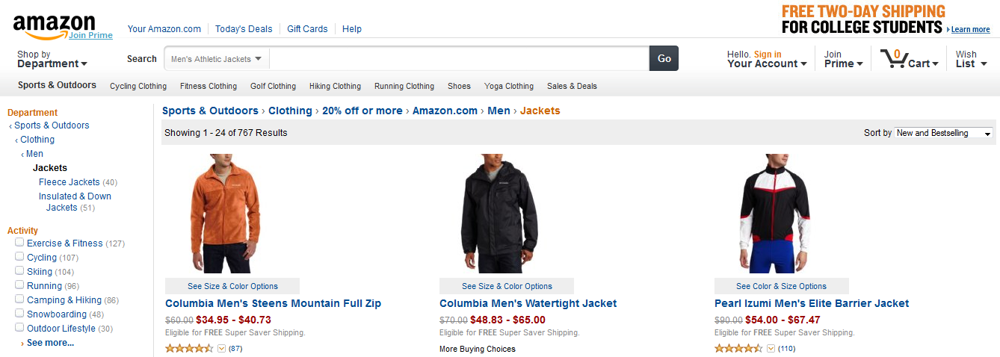 amazon
Join Prime
Your Amazon.com
Today's Deals
Gift Cards
Help
FREE TWO-DAY SHIPPING
FOR COLLEGE STUDENTS
Learn more
Shop by
Department
Search
Men's Athletic Jackets
Go
Hello. Sign in
Your Account
Join
Prime
0
Cart
Wish
List
Sports & Outdoors
Cycling Clothing
Fitness Clothing
Golf Clothing
Hiking Clothing
Running Clothing
Shoes
Yoga Clothing
Sales & Deals
Department
‹ Sports & Outdoors
‹ Clothing
‹ Men
Jackets
Fleece Jackets (40)
Insulated & Down
Jackets (51)
Activity
Exercise & Fitness (127)
Cycling (107)
Skiing (104)
Running (96)
Camping & Hiking (86)
Snowboarding (48)
Outdoor Lifestyle (30)
› See more...
Sports & Outdoors › Clothing › 20% off or more › Amazon.com › Men › Jackets
Showing 1 - 24 of 767 Results
Sort by New and Bestselling
See Size & Color Options
Columbia Men's Steens Mountain Full Zip
$60.00 $34.95 - $40.73
Eligible for FREE Super Saver Shipping.
(87)
See Size & Color Options
Columbia Men's Watertight Jacket
$70.00 $48.83 - $65.00
Eligible for FREE Super Saver Shipping.
More Buying Choices
See Color & Size Options
Pearl Izumi Men's Elite Barrier Jacket
$90.00 $54.00 - $67.47
Eligible for FREE Super Saver Shipping.
(110)